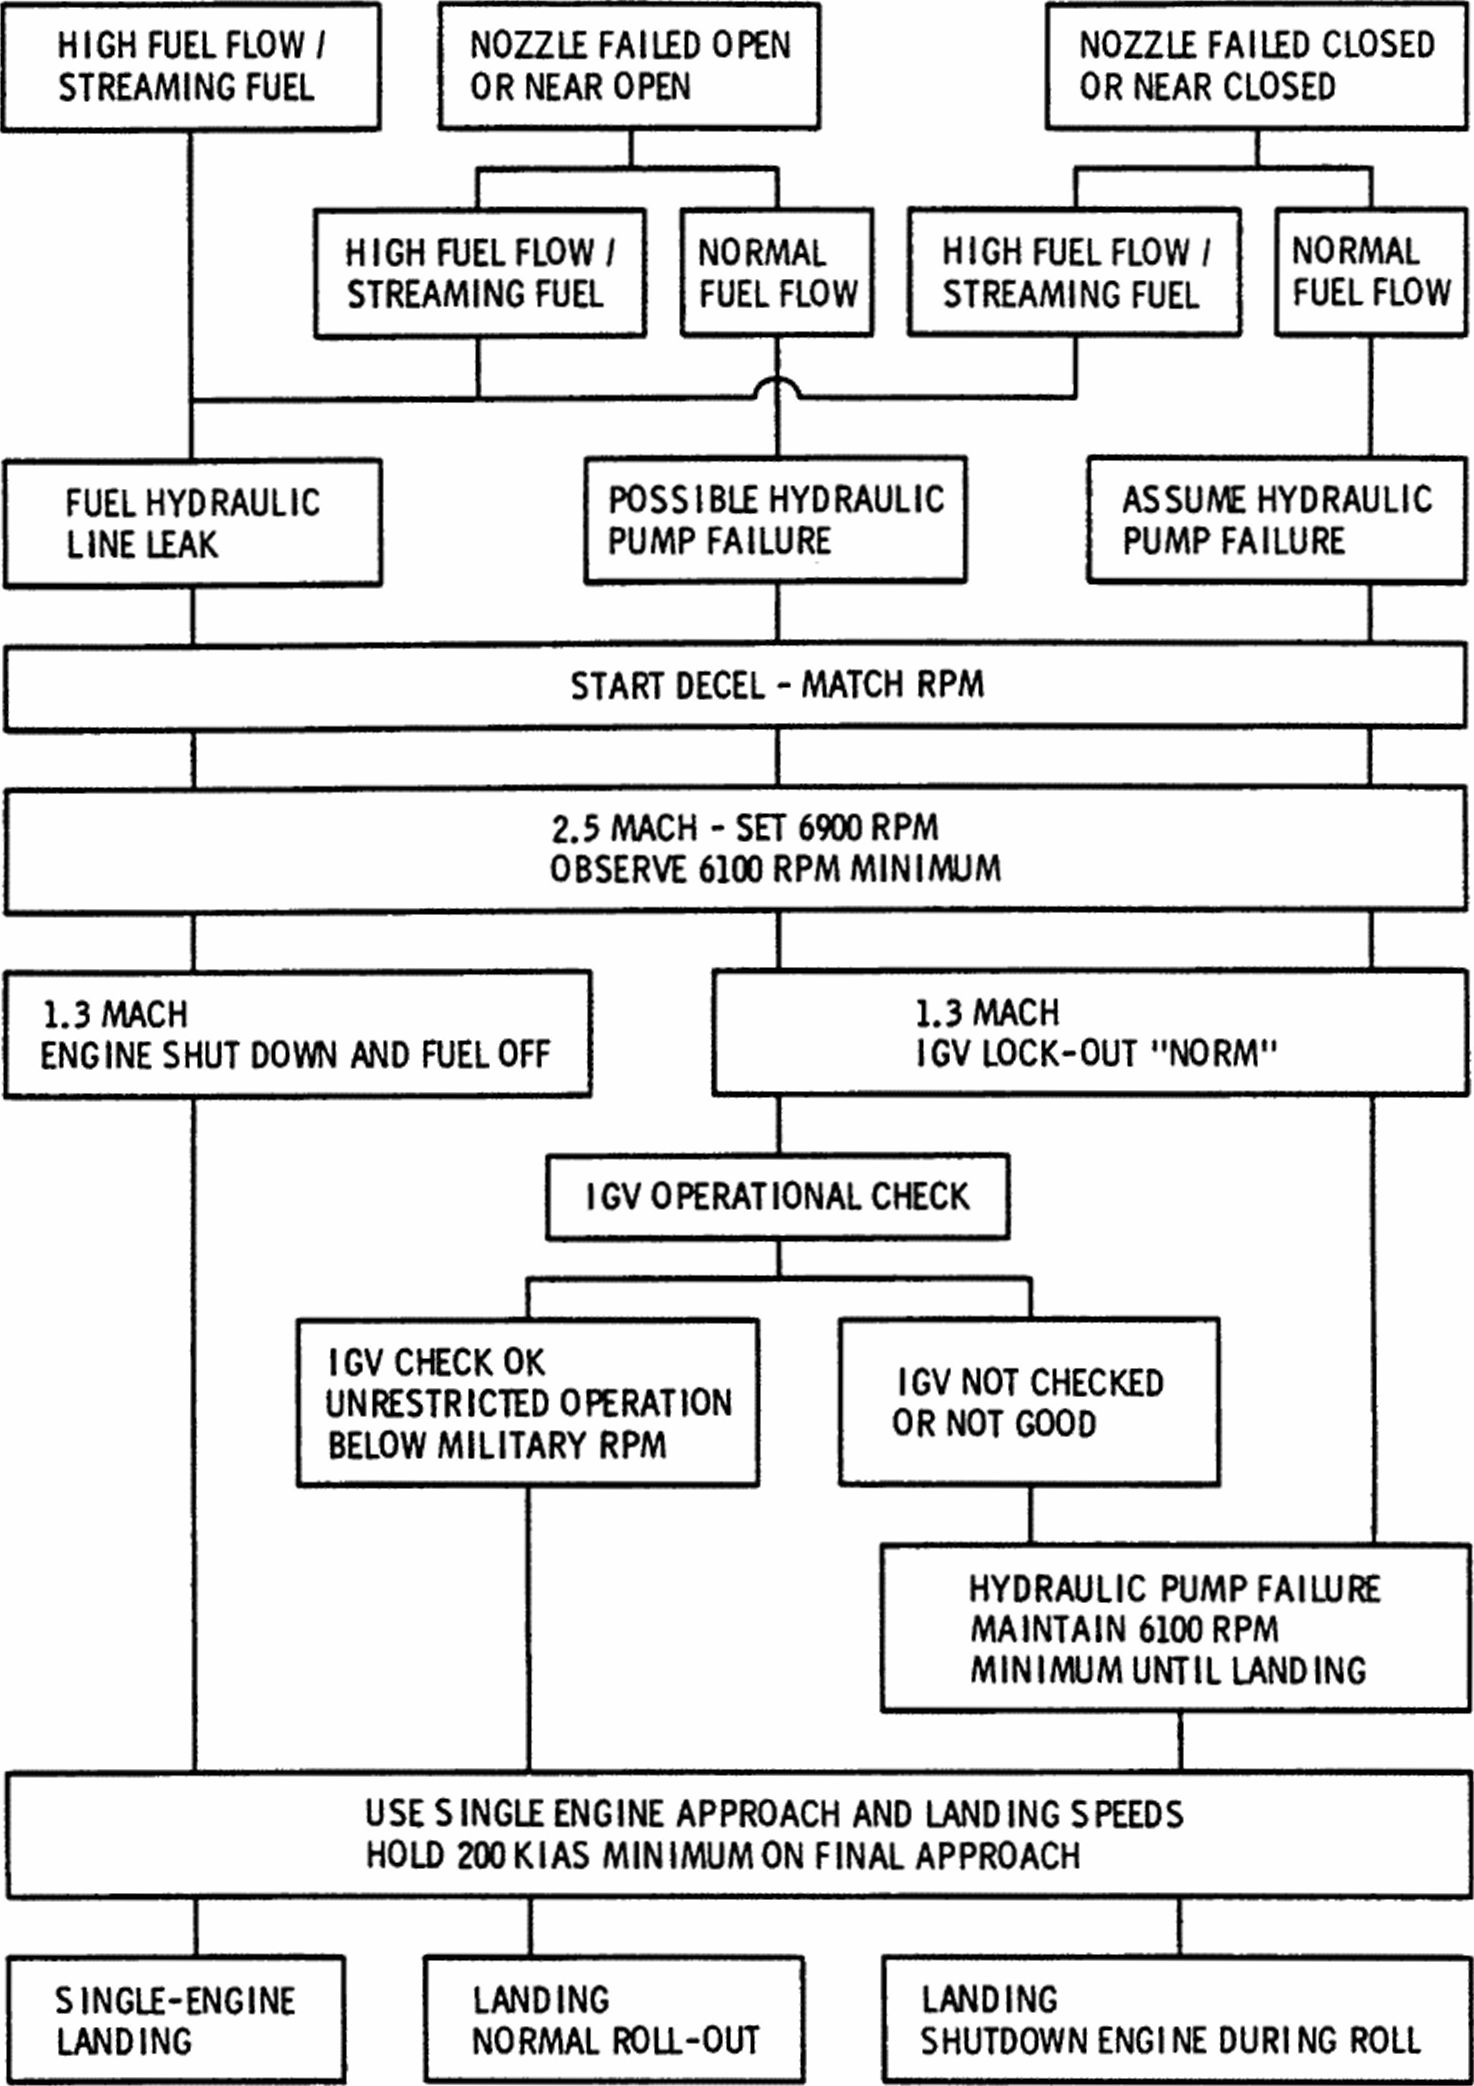 HIGH FUEL FLOW /
STREAMING FUEL
NOZZLE FAILED OPEN
OR NEAR OPEN
NOZZLE FAILED CLOSED
OR NEAR CLOSED
HIGH FUEL FLOW /
STREAMING FUEL
NORMAL
FUEL FLOW
HIGH FUEL FLOW /
STREAMING FUEL
NORMAL
FUEL FLOW
FUEL HYDRAULIC
LINE LEAK
POSSIBLE HYDRAULIC
PUMP FAILURE
ASSUME HYDRAULIC
PUMP FAILURE
START DECEL - MATCH RPM
2.5 MACH - SET 6900 RPM
OBSERVE 6100 RPM MINIMUM
1.3 MACH
ENGINE SHUT DOWN AND FUEL OFF
1.3 MACH
IGV LOCK-OUT "NORM"
IGV OPERATIONAL CHECK
IGV CHECK OK
UNRESTRICTED OPERATION
BELOW MILITARY RPM
IGV NOT CHECKED
OR NOT GOOD
HYDRAULIC PUMP FAILURE
MAINTAIN 6100 RPM
MINIMUM UNTIL LANDING
USE SINGLE ENGINE APPROACH AND LANDING SPEEDS
HOLD 200 KIAS MINIMUM ON FINAL APPROACH
SINGLE-ENGINE
LANDING
LANDING
NORMAL ROLL-OUT
LANDING
SHUTDOWN ENGINE DURING ROLL